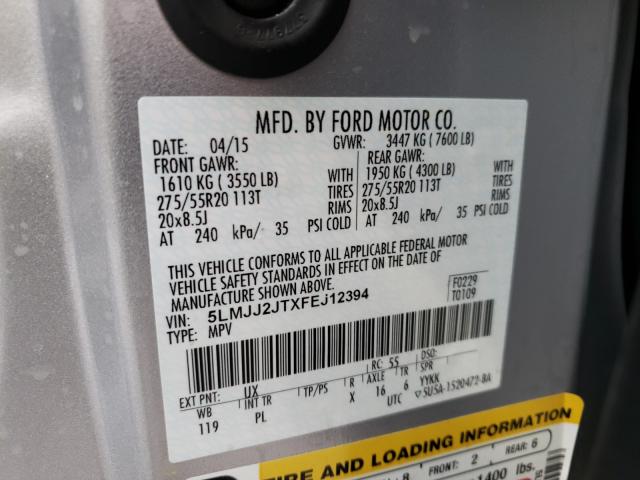 MFD. BY FORD MOTOR CO.
DATE: 04/15 GVWR: 3447 KG ( 7600 LB)
FRONT GAWR: REAR GAWR:
1610 KG ( 3550 LB) WITH 1950 KG ( 4300 LB) WITH
275/55R20 113T TIRES 275/55R20 113T TIRES
20x8.5J RIMS 20x8.5J RIMS
AT 240 kPa/ 35 PSI COLD AT 240 kPa/ 35 PSI COLD
THIS VEHICLE CONFORMS TO ALL APPLICABLE FEDERAL MOTOR
VEHICLE SAFETY STANDARDS IN EFFECT ON THE DATE OF
MANUFACTURE SHOWN ABOVE.
VIN: 5LMJJ2JTXFEJ12394 F0229
TYPE: MPV T0109
EXT PNT: UX RC: 55 DSO:
WB INT TR TP/PS R AXLE TR SPR
119 PL X 16 6 YYKK
UTC 5U5A-1520472-8A
TIRE AND LOADING INFORMATION
FRONT: 2 REAR: 6
1400 lbs.